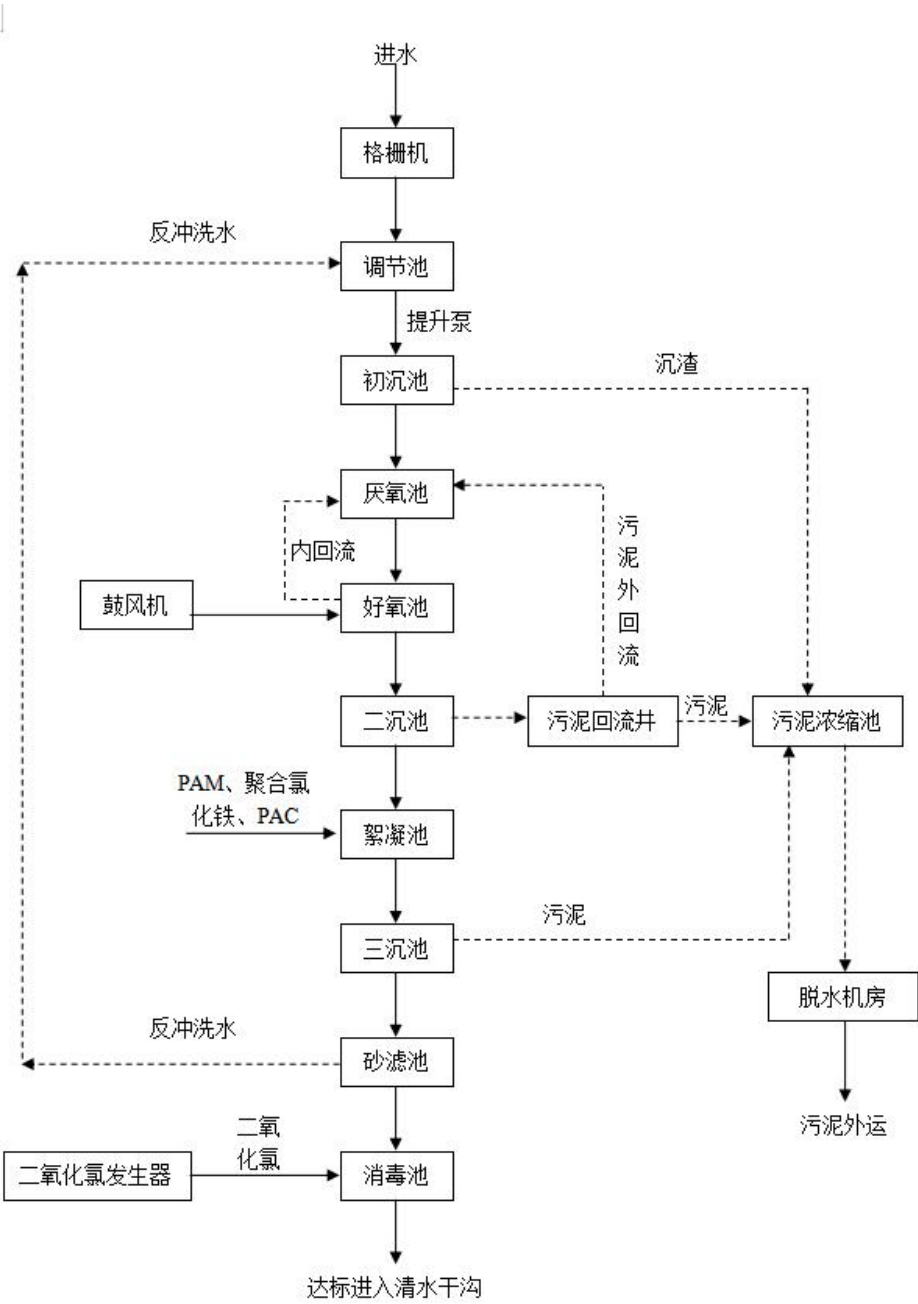 进水
格栅机
反冲洗水
调节池
提升泵
初沉池
沉渣
厌氧池
内回流
污
泥
外
回
流
鼓风机
好氧池
二沉池
污泥回流井
污泥
污泥浓缩池
PAM、聚合氯
化铁、PAC
絮凝池
三沉池
污泥
脱水机房
反冲洗水
砂滤池
污泥外运
二氧
化氯
二氧化氯发生器
消毒池
达标进入清水干沟